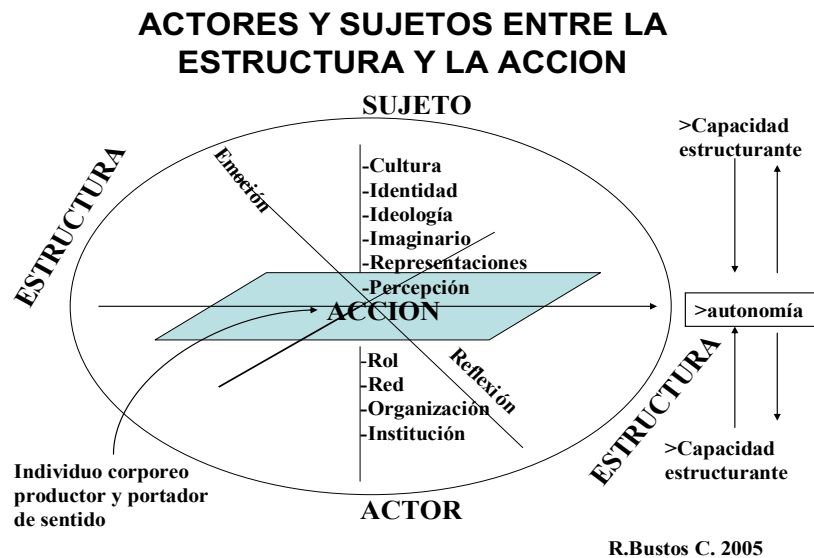 ACTORES Y SUJETOS ENTRE LA
ESTRUCTURA Y LA ACCION
SUJETO
>Capacidad
estructurante
ESTRUCTURA
Emoción
-Cultura
-Identidad
-Ideología
-Imaginario
-Representaciones
-Percepción
ACCION
>autonomía
-Rol
-Red
-Organización
-Institución
Reflexión
ESTRUCTURA
>Capacidad
estructurante
Individuo corporeo
productor y portador
de sentido
ACTOR
R.Bustos C. 2005